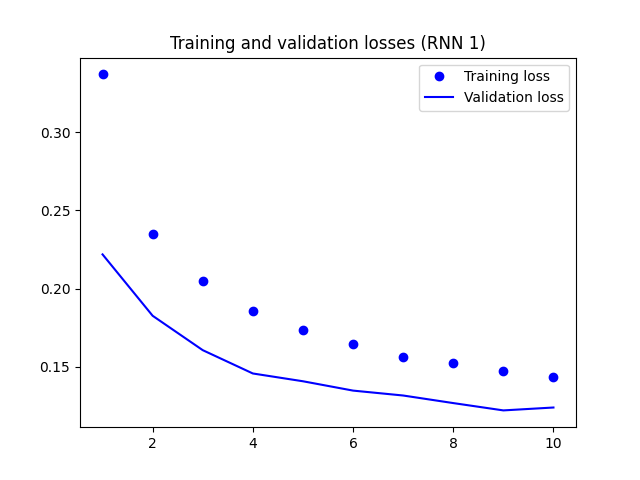 Training and validation losses (RNN 1)
Training loss
Validation loss
0.30
0.25
0.20
0.15
2 4 6 8 10